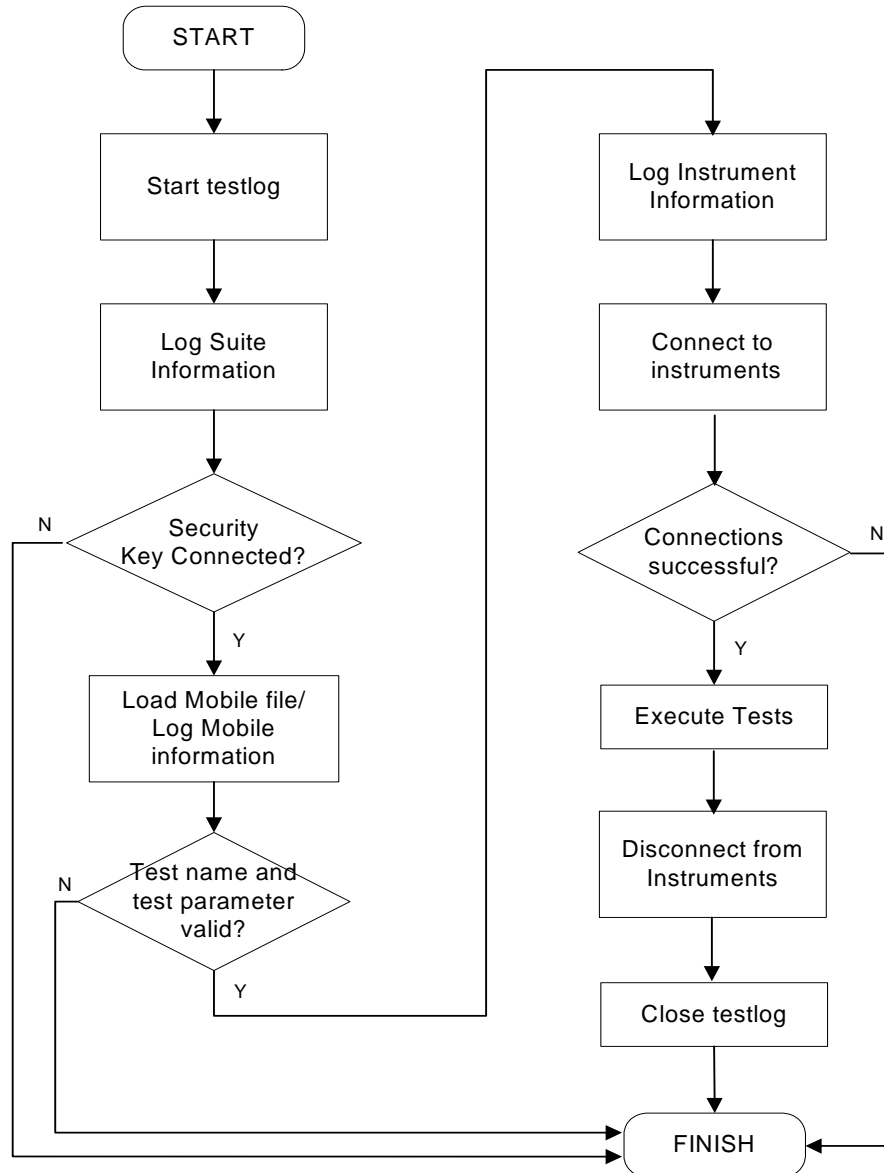 START
Start testlog
Log Suite
Information
Security
Key Connected?
N
Y
Load Mobile file/
Log Mobile
information
Test name and
test parameter
valid?
N
Y
Log Instrument
Information
Connect to
instruments
Connections
successful?
N
Y
Execute Tests
Disconnect from
Instruments
Close testlog
FINISH